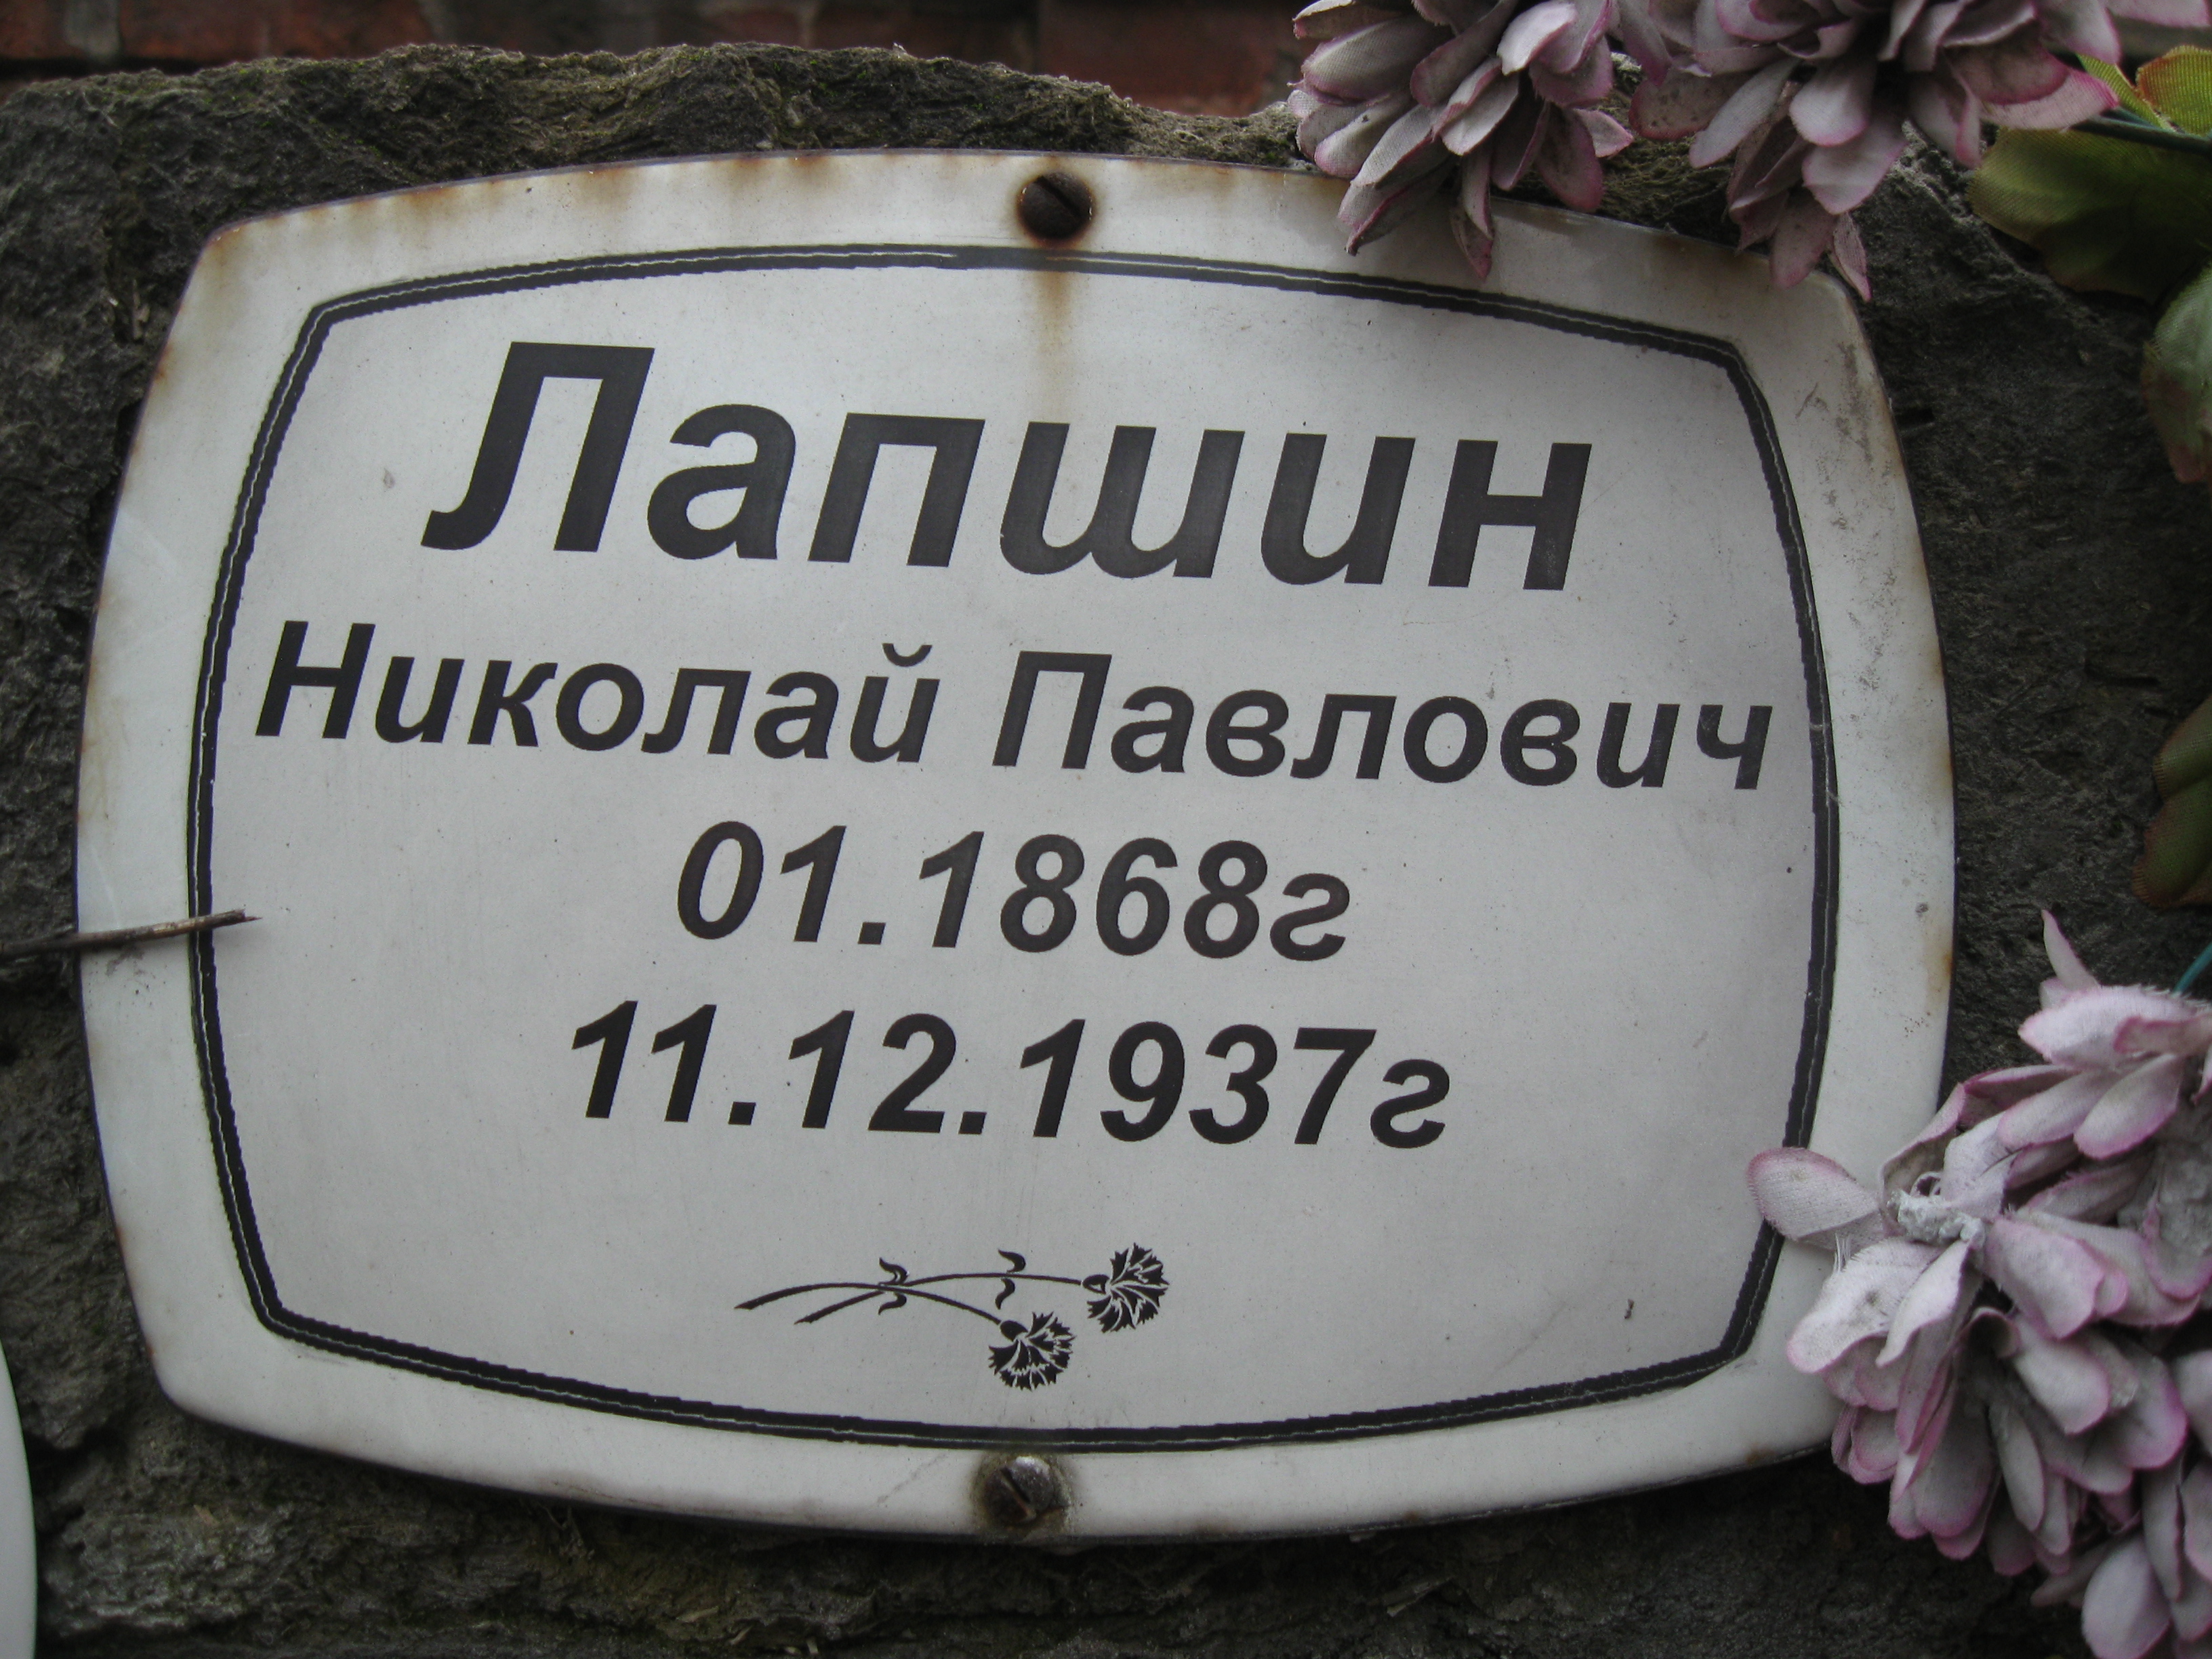 Лапшин
Николай Павлович
01.1868г
11.12.1937г